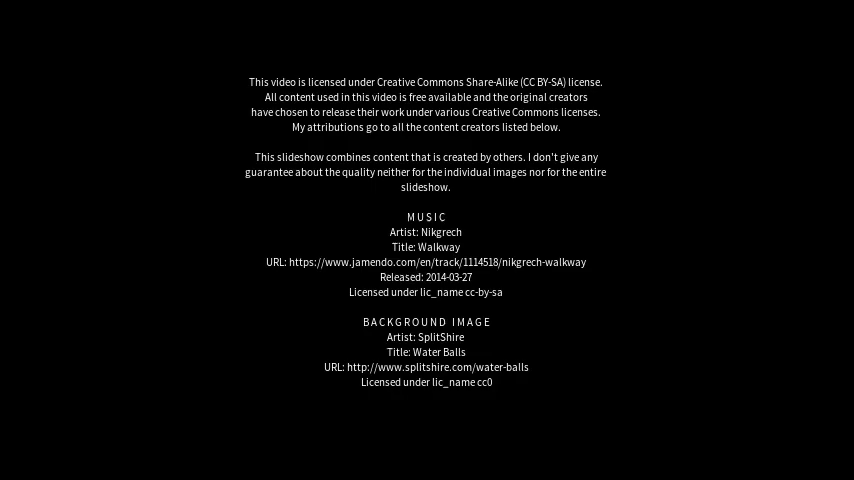 This video is licensed under Creative Commons Share-Alike (CC BY-SA) license.
All content used in this video is free available and the original creators
have chosen to release their work under various Creative Commons licenses.
My attributions go to all the content creators listed below.
This slideshow combines content that is created by others. I don't give any
guarantee about the quality neither for the individual images nor for the entire
slideshow.
MUSIC
Artist: Nikgrech
Title: Walkway
URL: https://www.jamendo.com/en/track/1114518/nikgrech-walkway
Released: 2014-03-27
Licensed under lic_name cc-by-sa
BACKGROUND IMAGE
Artist: SplitShire
Title: Water Balls
URL: http://www.splitshire.com/water-balls
Licensed under lic_name cc0